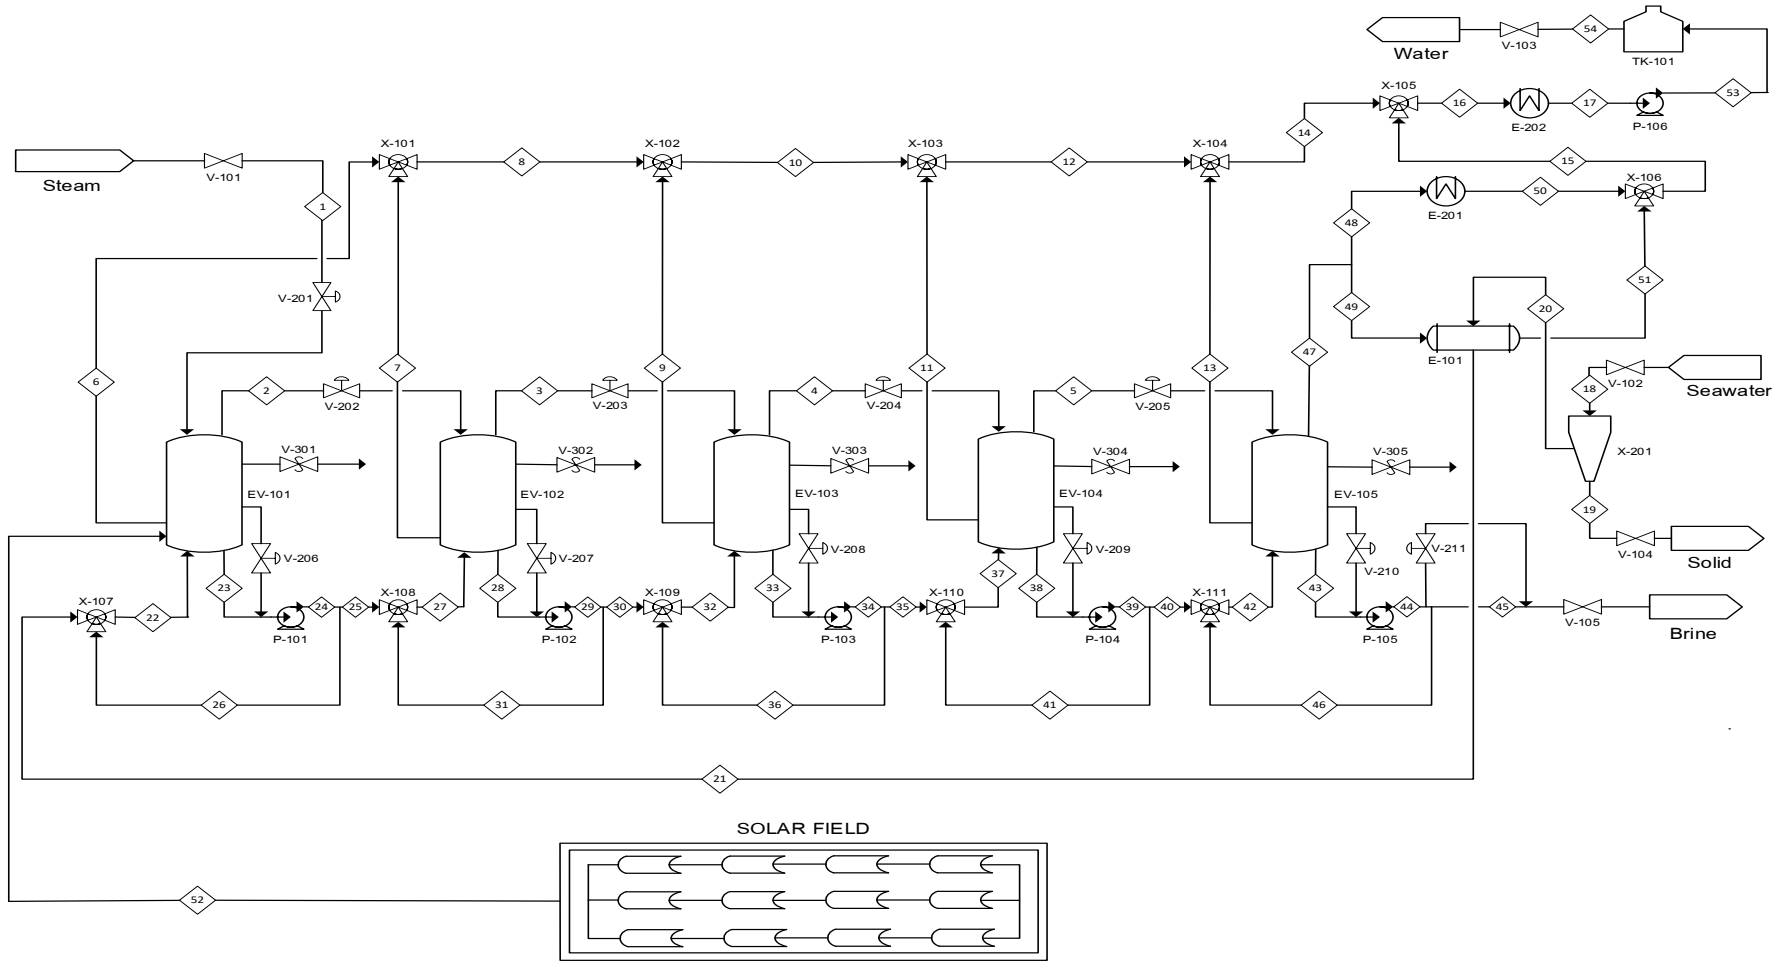 54
Water
V-103
TK-101
X-105
16
17
53
E-202
P-106
14
X-101
X-102
X-103
X-104
8
10
12
15
Steam
V-101
X-106
50
E-201
1
48
V-201
49
51
20
E-101
47
6
7
9
11
13
2
V-202
3
V-203
4
V-204
5
V-205
18
V-102
Seawater
V-301
V-302
V-303
V-304
V-305
X-201
EV-101
EV-102
EV-103
EV-104
EV-105
19
V-206
V-207
V-208
V-209
V-210
V-211
V-104
Solid
23
28
33
37
38
43
X-107
22
24
25
X-108
27
29
30
X-109
32
34
35
X-110
39
40
X-111
42
44
45
V-105
Brine
P-101
P-102
P-103
P-104
P-105
26
31
36
41
46
21
SOLAR FIELD
52